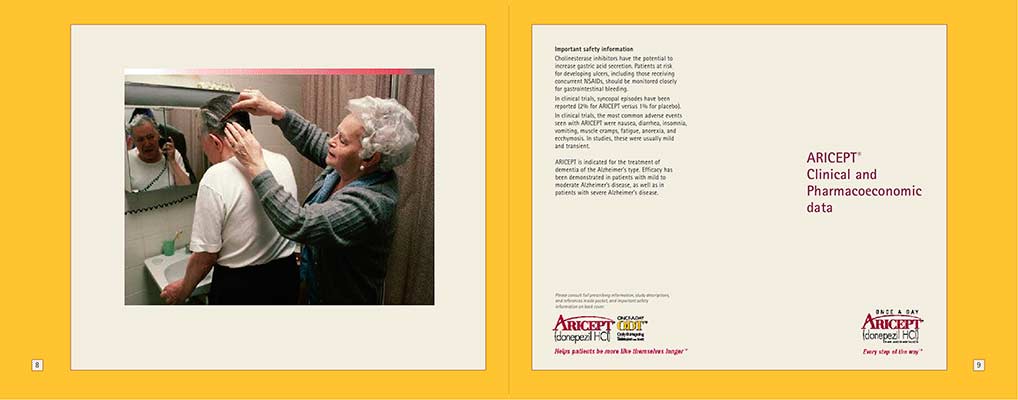 Important safety information
Cholinesterase inhibitors have the potential to
increase gastric acid secretion. Patients at risk
for developing ulcers, including those receiving
concurrent NSAIDs, should be monitored closely
for gastrointestinal bleeding.
In clinical trials, syncopal episodes have been
reported (2% for ARICEPT versus 1% for placebo).
In clinical trials, the most common adverse events
seen with ARICEPT were nausea, diarrhea, insomnia,
vomiting, muscle cramps, fatigue, anorexia, and
ecchymosis. In studies, these were usually mild
and transient.
ARICEPT is indicated for the treatment of
dementia of the Alzheimer's type. Efficacy has
been demonstrated in patients with mild to
moderate Alzheimer's disease, as well as in
patients with severe Alzheimer's disease.
Please consult full prescribing information, study descriptions,
and references inside pocket, and important safety
information on back cover.
ARICEPT®
(donepezil HCl)
ONCE-A-DAY
ODT™
Helps patients be more like themselves longer™
8
ARICEPT®
Clinical and
Pharmacoeconomic
data
ONCE A DAY
ARICEPT®
(donepezil HCl)
Every step of the way™
9